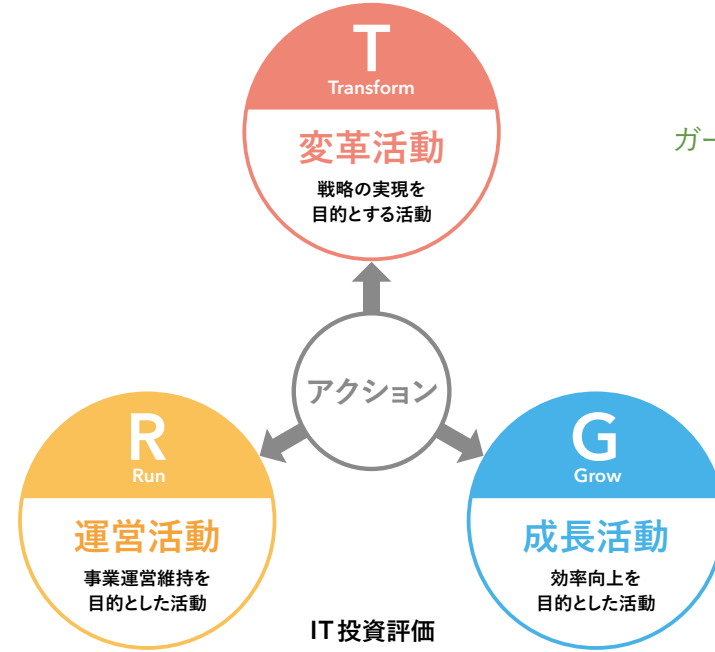 T
Transform
変革活動
戦略の実現を
目的とする活動
ガー
アクション
R
Run
運営活動
事業運営維持を
目的とした活動
G
Grow
成長活動
効率向上を
目的とした活動
IT投資評価